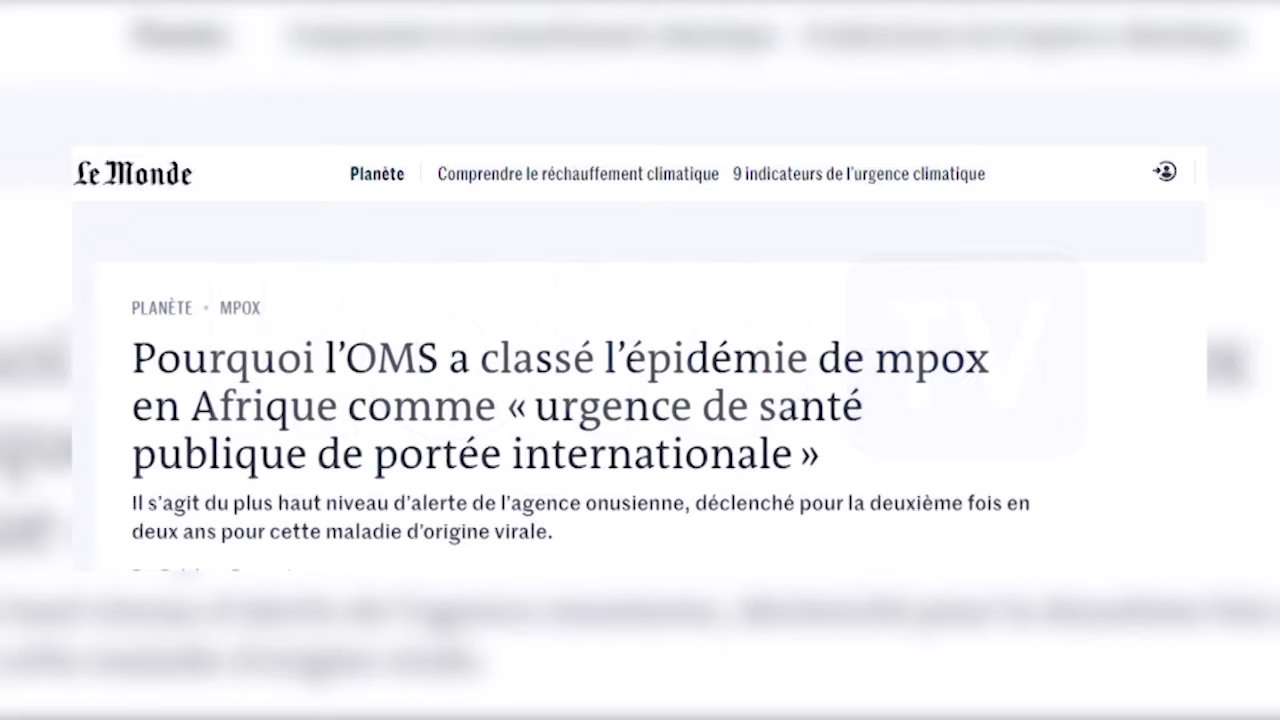 Le Monde
Planète
Comprendre le réchauffement climatique
9 indicateurs de l'urgence climatique
PLANÈTE • MPOX
Pourquoi l'OMS a classé l'épidémie de mpox
en Afrique comme « urgence de santé
publique de portée internationale »
Il s'agit du plus haut niveau d'alerte de l'agence onusienne, déclenché pour la deuxième fois en
deux ans pour cette maladie d'origine virale.
TV